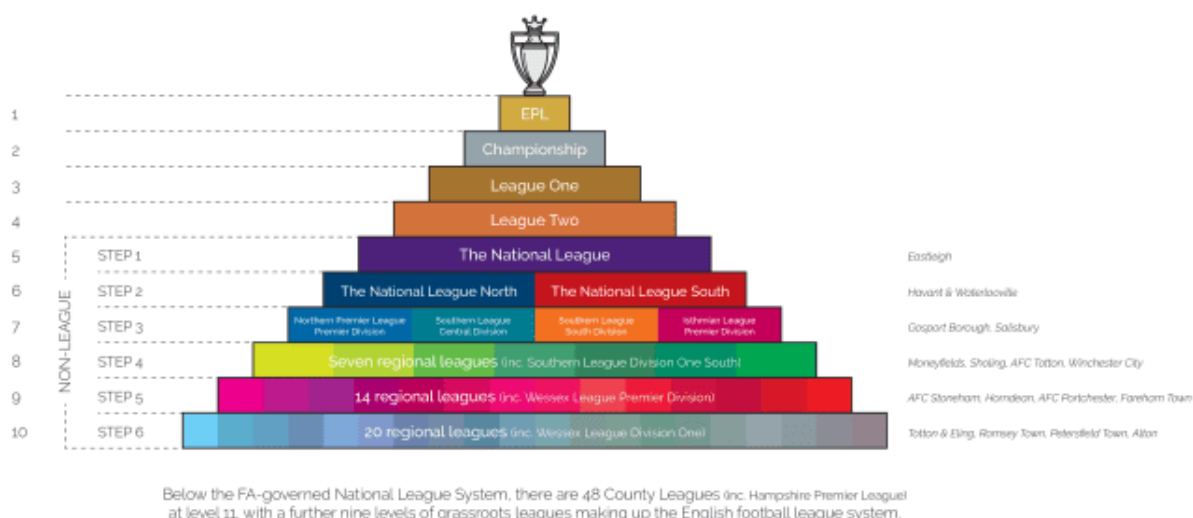 1
EPL
2
Championship
3
League One
4
League Two
5 STEP 1 The National League Eastleigh
6 STEP 2 The National League North The National League South Havant & Waterlooville
7 STEP 3 Northern Premier League Premier Division Southern League Central Division Southern League South Division Isthmian League Premier Division Gosport Borough, Salisbury
8 STEP 4 Seven regional leagues (inc. Southern League Division One South) Moneyfields, Sholing, AFC Totton, Winchester City
9 STEP 5 14 regional leagues (inc. Wessex League Premier Division) AFC Stoneham, Horndean, AFC Portchester, Fareham Town
10 STEP 6 20 regional leagues (inc. Wessex League Division One) Totton & Eling, Romsey Town, Petersfield Town, Alton
NON-LEAGUE
Below the FA-governed National League System, there are 48 County Leagues (inc. Hampshire Premier League)
at level 11, with a further nine levels of grassroots leagues making up the English football league system.